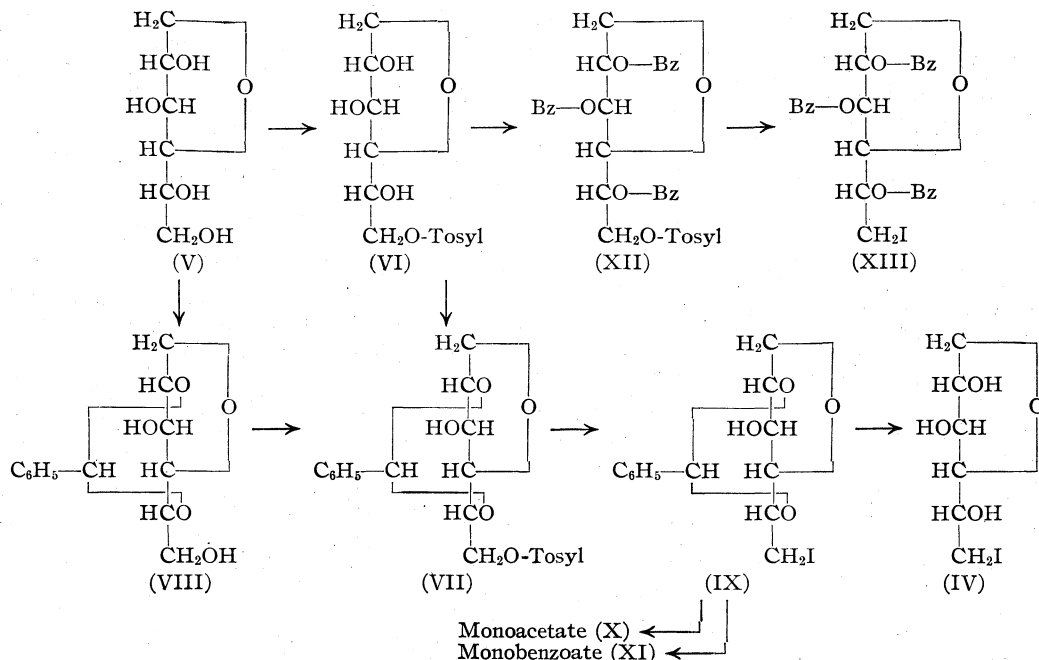 H₂C H₂C H₂C H₂C
HCOH HCOH HCO—Bz HCO—Bz
O O O O
HOCH HOCH Bz—OCH Bz—OCH
HC HC HC HC
HCOH HCOH HCO—Bz HCO—Bz
CH₂OH CH₂O-Tosyl CH₂O-Tosyl CH₂I
(V) (VI) (XII) (XIII)
H₂C H₂C H₂C H₂C
HCO HCO HCO HCOH
O O O O
HOCH HOCH HOCH HOCH
C₆H₅—CH HC C₆H₅—CH HC C₆H₅—CH HC HC
HCO HCO HCO HCOH
CH₂OH CH₂O-Tosyl CH₂I CH₂I
(VIII) (VII) (IX) (IV)
Monoacetate (X)
Monobenzoate (XI)